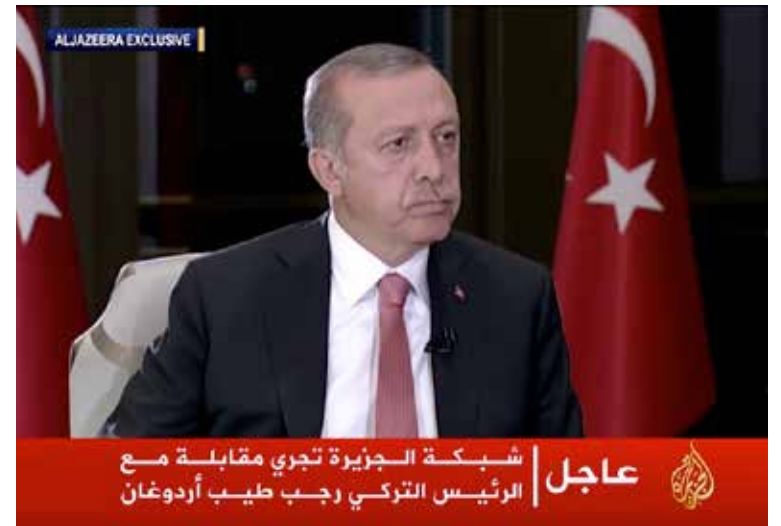 ALJAZEERA EXCLUSIVE
عاجل
شبكة الجزيرة تجري مقابلة مع
الرئيس التركي رجب طيب أردوغان
الجزيرة